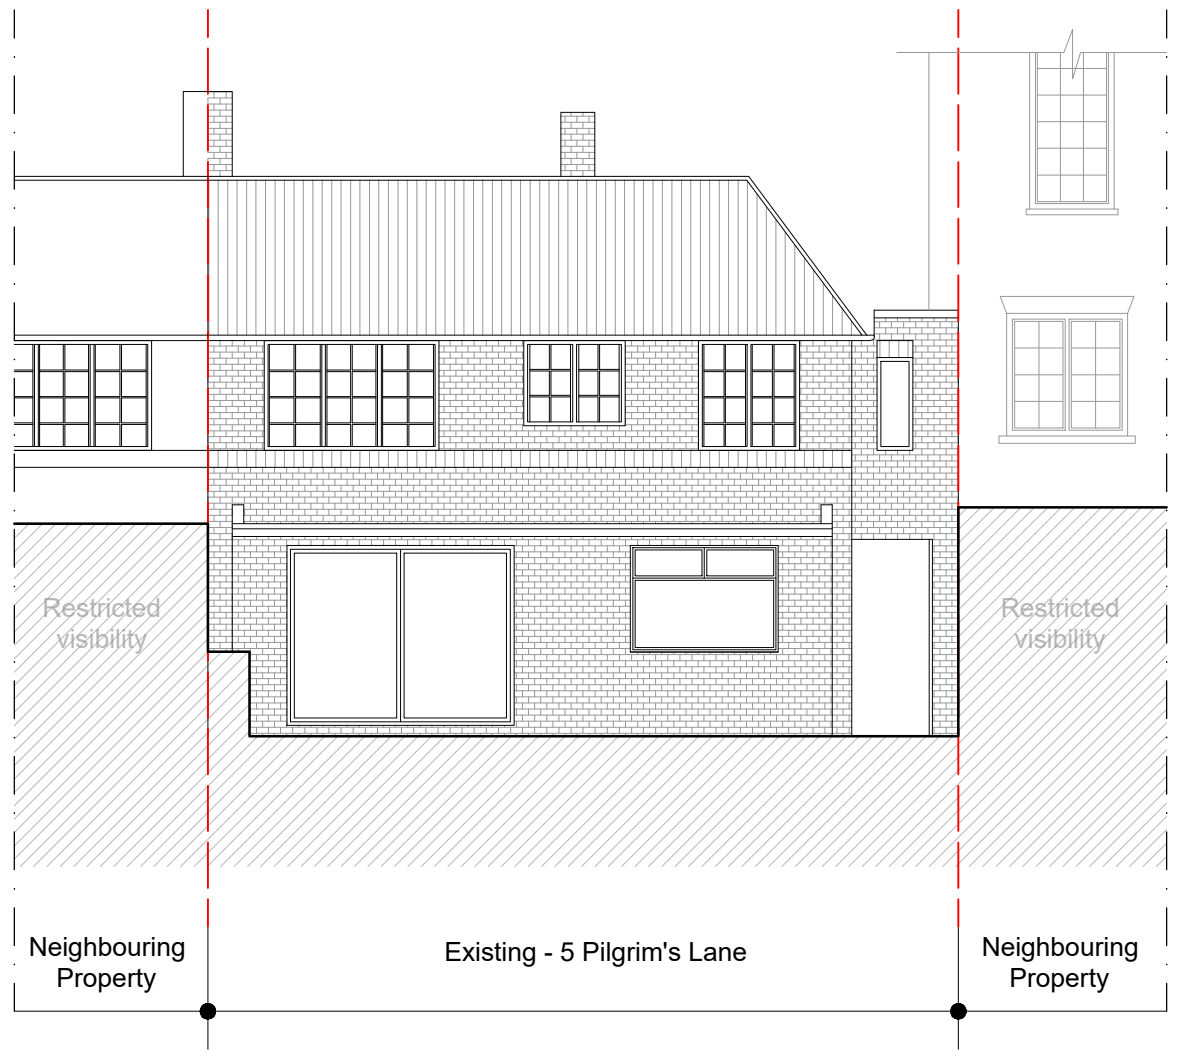 Restricted
visibility
Restricted
visibility
Neighbouring
Property
Existing - 5 Pilgrim's Lane
Neighbouring
Property